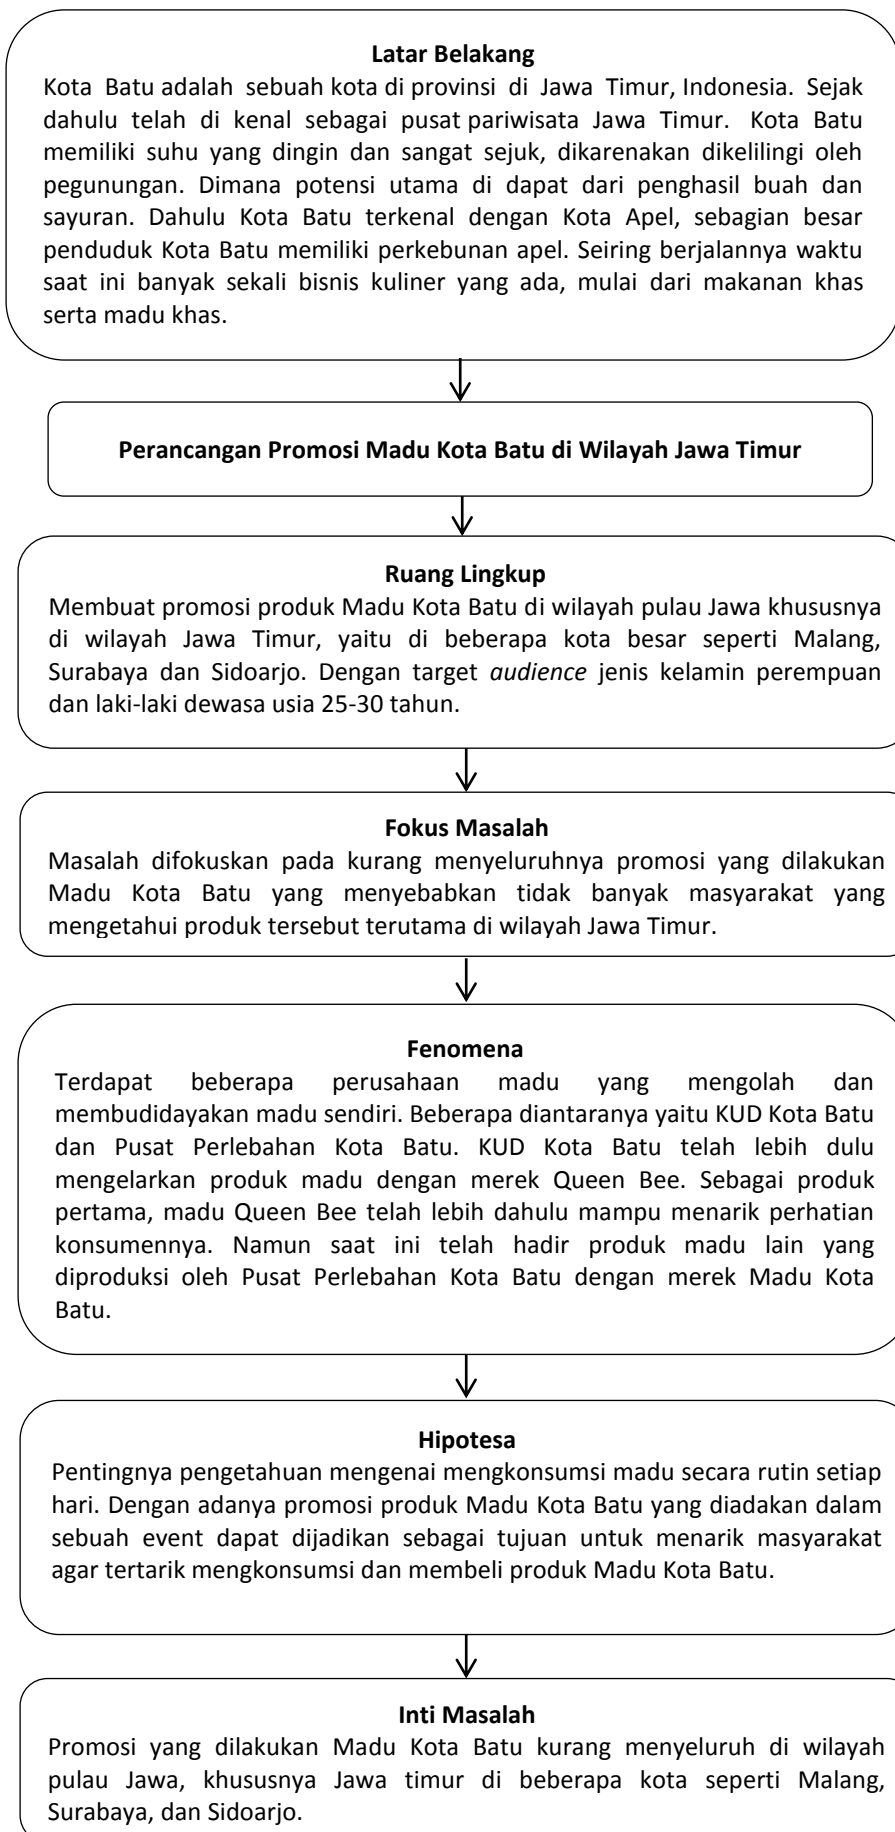 Latar Belakang
Kota Batu adalah sebuah kota di provinsi di Jawa Timur, Indonesia. Sejak
dahulu telah di kenal sebagai pusat pariwisata Jawa Timur. Kota Batu
memiliki suhu yang dingin dan sangat sejuk, dikarenakan dikelilingi oleh
pegunungan. Dimana potensi utama di dapat dari penghasil buah dan
sayuran. Dahulu Kota Batu terkenal dengan Kota Apel, sebagian besar
penduduk Kota Batu memiliki perkebunan apel. Seiring berjalannya waktu
saat ini banyak sekali bisnis kuliner yang ada, mulai dari makanan khas
serta madu khas.
Perancangan Promosi Madu Kota Batu di Wilayah Jawa Timur
Ruang Lingkup
Membuat promosi produk Madu Kota Batu di wilayah pulau Jawa khususnya
di wilayah Jawa Timur, yaitu di beberapa kota besar seperti Malang,
Surabaya dan Sidoarjo. Dengan target audience jenis kelamin perempuan
dan laki-laki dewasa usia 25-30 tahun.
Fokus Masalah
Masalah difokuskan pada kurang menyeluruhnya promosi yang dilakukan
Madu Kota Batu yang menyebabkan tidak banyak masyarakat yang
mengetahui produk tersebut terutama di wilayah Jawa Timur.
Fenomena
Terdapat beberapa perusahaan madu yang mengolah dan
membudidayakan madu sendiri. Beberapa diantaranya yaitu KUD Kota Batu
dan Pusat Perlebahan Kota Batu. KUD Kota Batu telah lebih dulu
mengelarkan produk madu dengan merek Queen Bee. Sebagai produk
pertama, madu Queen Bee telah lebih dahulu mampu menarik perhatian
konsumennya. Namun saat ini telah hadir produk madu lain yang
diproduksi oleh Pusat Perlebahan Kota Batu dengan merek Madu Kota
Batu.
Hipotesa
Pentingnya pengetahuan mengenai mengkonsumsi madu secara rutin setiap
hari. Dengan adanya promosi produk Madu Kota Batu yang diadakan dalam
sebuah event dapat dijadikan sebagai tujuan untuk menarik masyarakat
agar tertarik mengkonsumsi dan membeli produk Madu Kota Batu.
Inti Masalah
Promosi yang dilakukan Madu Kota Batu kurang menyeluruh di wilayah
pulau Jawa, khususnya Jawa timur di beberapa kota seperti Malang,
Surabaya, dan Sidoarjo.